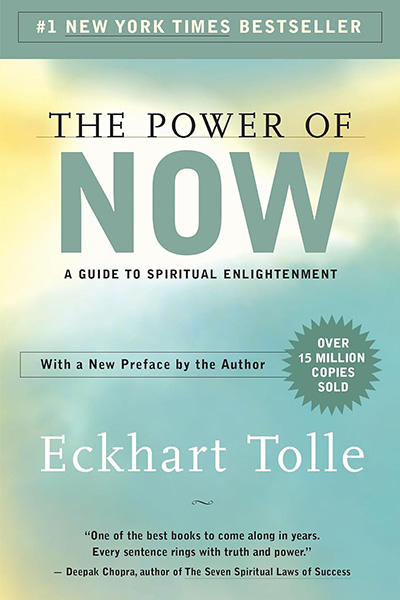 #1 NEW YORK TIMES BESTSELLER
THE POWER OF
NOW
A GUIDE TO SPIRITUAL ENLIGHTENMENT
With a New Preface by the Author
OVER
15 MILLION
COPIES
SOLD
Eckhart Tolle
“One of the best books to come along in years.
Every sentence rings with truth and power.”
— Deepak Chopra, author of The Seven Spiritual Laws of Success